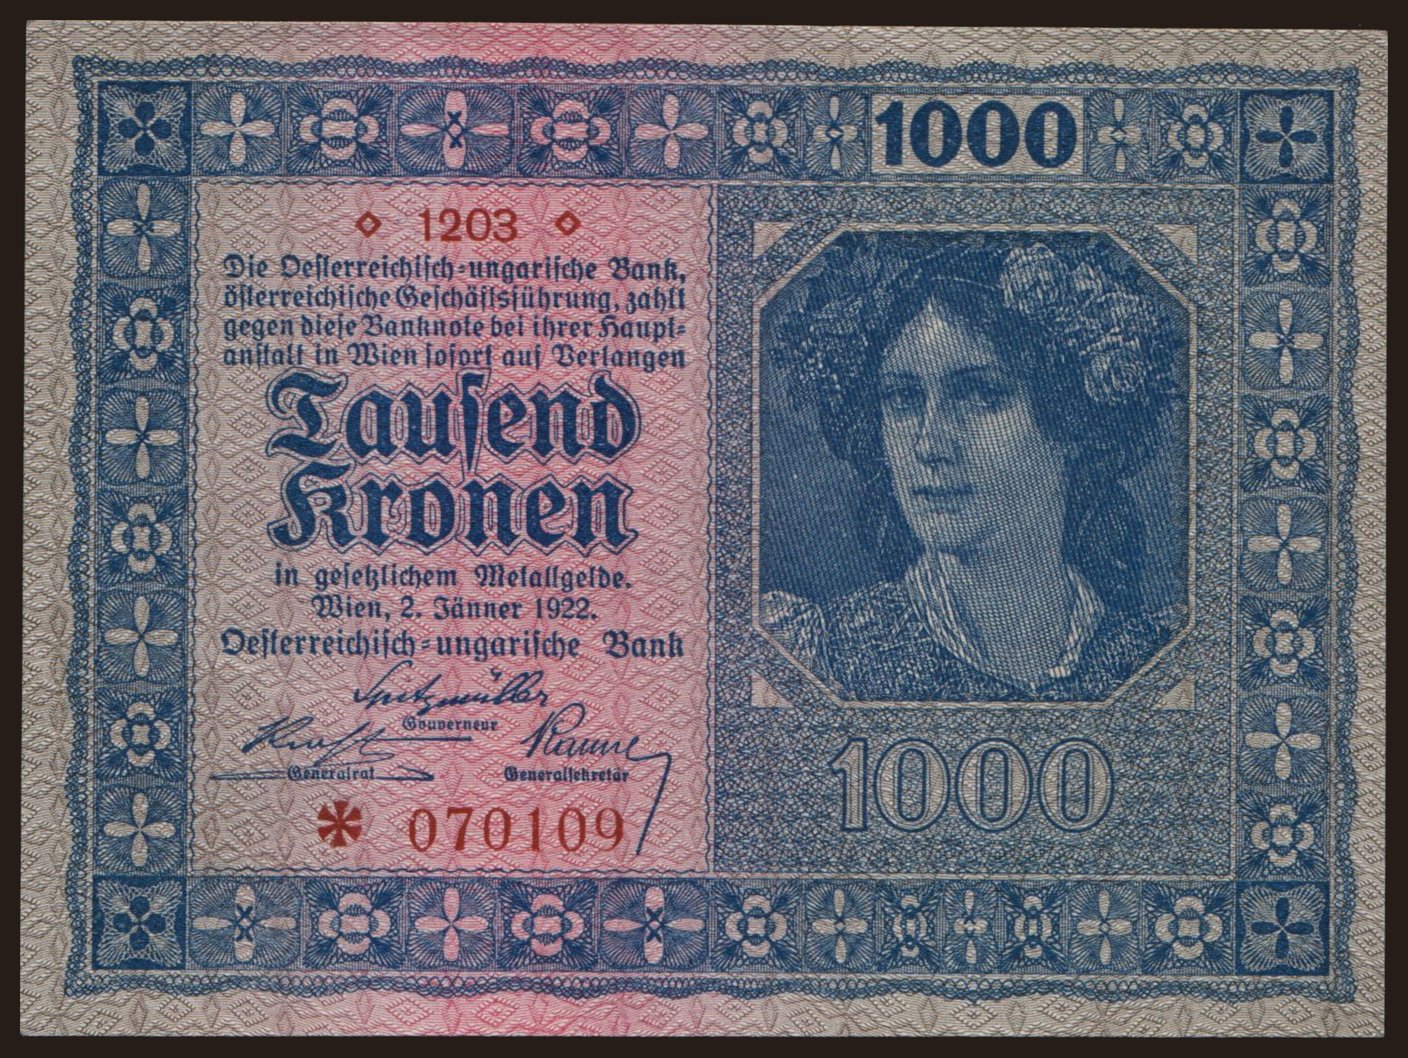 1000
1203
Die Oesterreichisch-ungarische Bank,
österreichische Geschäftsführung, zahlt
gegen diese Banknote bei ihrer Haupt-
anstalt in Wien sofort auf Verlangen
Tausend
Kronen
in gesetzlichem Metallgelde.
Wien, 2. Jänner 1922.
Oesterreichisch-ungarische Bank
Spitzmüller
Gouverneur
Generalrat
Generalsekretär
* 070109
1000